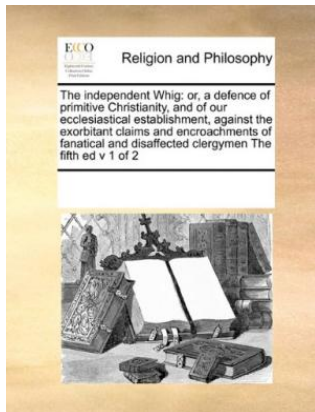 ECCO
Religion and Philosophy
The independent Whig: or, a defence of
primitive Christianity, and of our
ecclesiastical establishment, against the
exorbitant claims and encroachments of
fanatical and disaffected clergymen The
fifth ed v 1 of 2